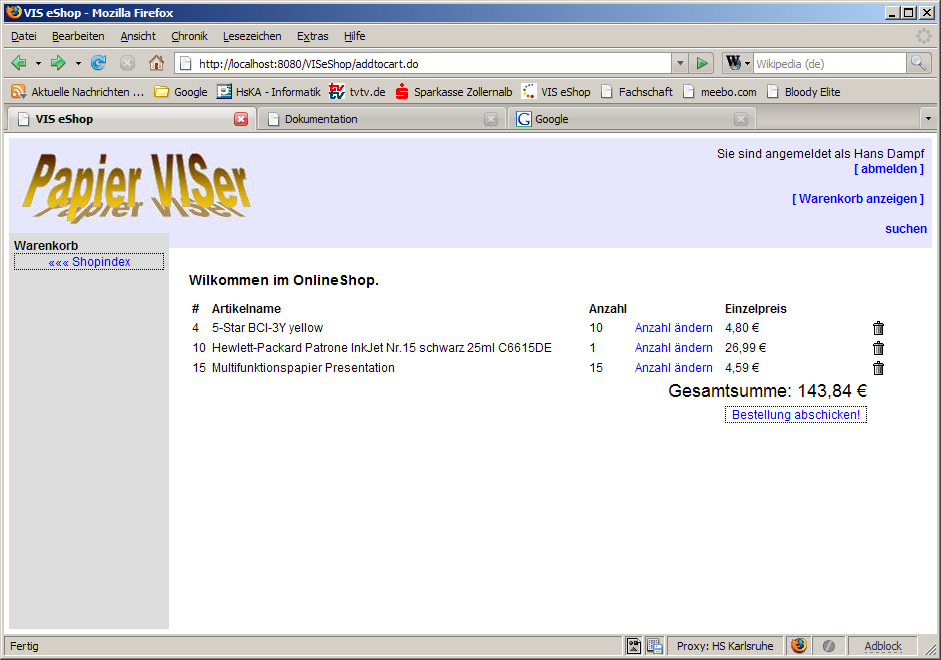 VIS eShop - Mozilla Firefox
Datei Bearbeiten Ansicht Chronik Lesezeichen Extras Hilfe
http://localhost:8080/VISeShop/addtocart.do W Wikipedia (de)
Aktuelle Nachrichten ... Google HsKA - Informatik tvtv.de Sparkasse Zollernalb VIS eShop Fachschaft meebo.com Bloody Elite
VIS eShop Dokumentation Google
Papier VISer
Sie sind angemeldet als Hans Dampf
[ abmelden ]
[ Warenkorb anzeigen ]
suchen
Warenkorb
««« Shopindex
Wilkommen im OnlineShop.
# Artikelname Anzahl Einzelpreis
4 5-Star BCI-3Y yellow 10 Anzahl ändern 4,80 €
10 Hewlett-Packard Patrone InkJet Nr.15 schwarz 25ml C6615DE 1 Anzahl ändern 26,99 €
15 Multifunktionspapier Presentation 15 Anzahl ändern 4,59 €
Gesamtsumme: 143,84 €
Bestellung abschicken!
Fertig Proxy: HS Karlsruhe Adblock